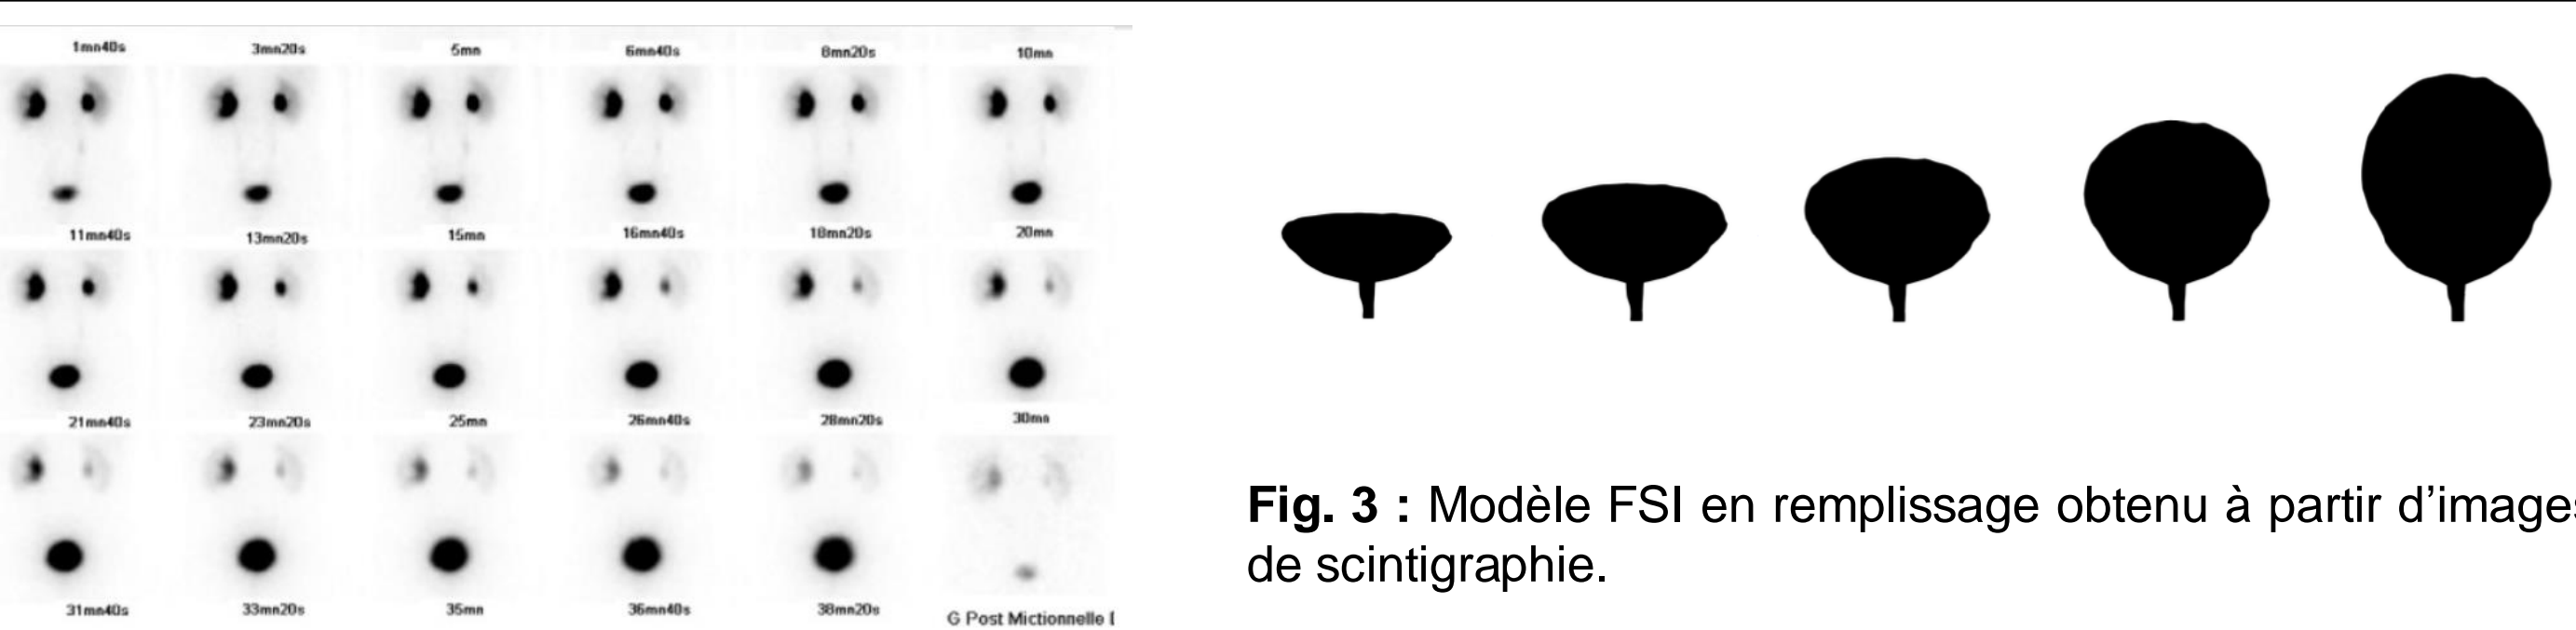 1mn40s 3mn20s 5mn 6mn40s 8mn20s 10mn
11mn40s 13mn20s 15mn 16mn40s 18mn20s 20mn
21mn40s 23mn20s 25mn 26mn40s 28mn20s 30mn
31mn40s 33mn20s 35mn 36mn40s 38mn20s
G Post Mictionnelle
Fig. 3 : Modèle FSI en remplissage obtenu à partir d'images
de scintigraphie.